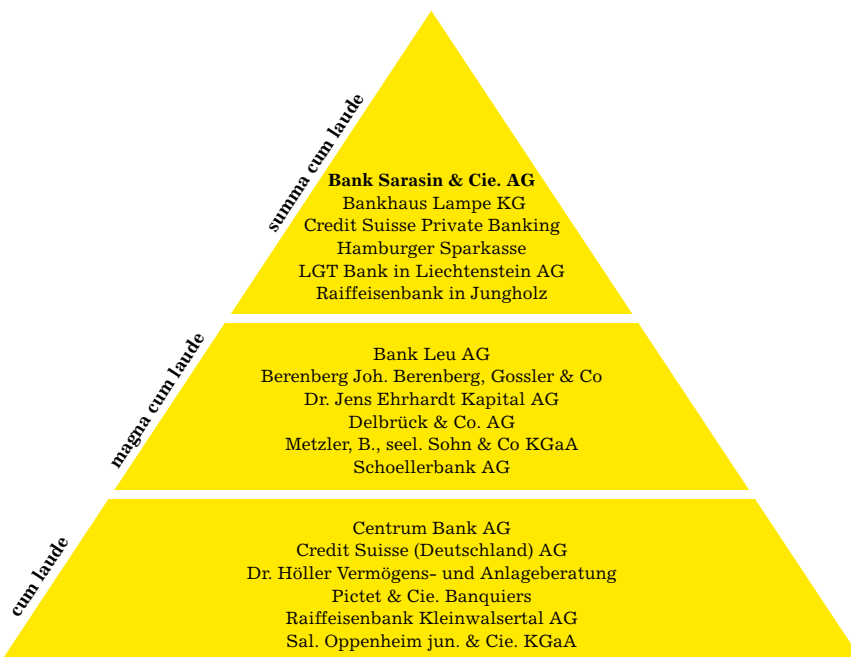 summa cum laude
Bank Sarasin & Cie. AG
Bankhaus Lampe KG
Credit Suisse Private Banking
Hamburger Sparkasse
LGT Bank in Liechtenstein AG
Raiffeisenbank in Jungholz
magna cum laude
Bank Leu AG
Berenberg Joh. Berenberg, Gossler & Co
Dr. Jens Ehrhardt Kapital AG
Delbrück & Co. AG
Metzler, B., seel. Sohn & Co KGaA
Schoellerbank AG
cum laude
Centrum Bank AG
Credit Suisse (Deutschland) AG
Dr. Höller Vermögens- und Anlageberatung
Pictet & Cie. Banquiers
Raiffeisenbank Kleinwalsertal AG
Sal. Oppenheim jun. & Cie. KGaA